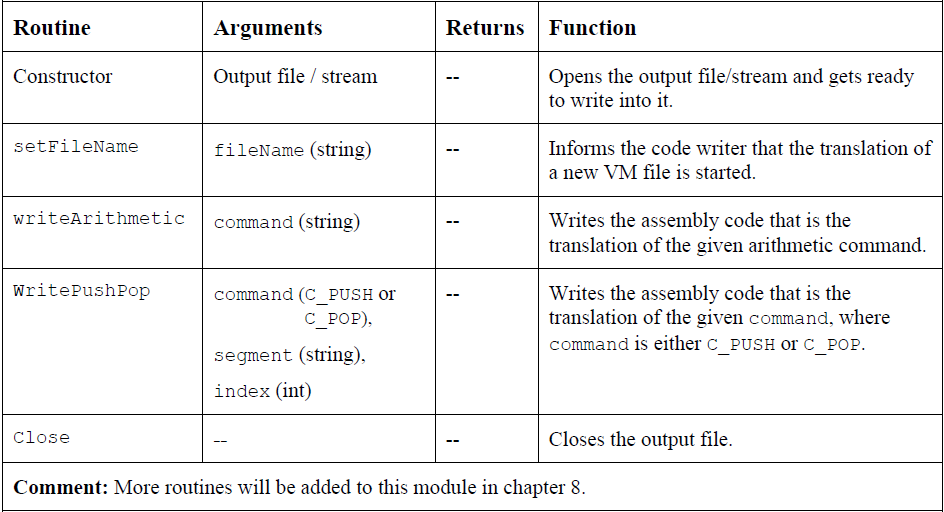 Routine Arguments Returns Function
Constructor Output file / stream -- Opens the output file/stream and gets ready
to write into it.
setFileName fileName (string) -- Informs the code writer that the translation of
a new VM file is started.
writeArithmetic command (string) -- Writes the assembly code that is the
translation of the given arithmetic command.
WritePushPop command (C_PUSH or -- Writes the assembly code that is the
C_POP), translation of the given command, where
command is either C_PUSH or C_POP.
segment (string),
index (int)
Close -- -- Closes the output file.
Comment: More routines will be added to this module in chapter 8.